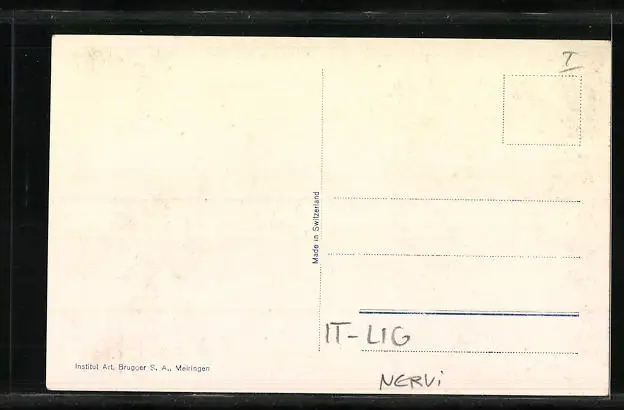 I
Made in Switzerland
IT-LIG
Institut Art. Brugger S. A., Meiringen
NERVi